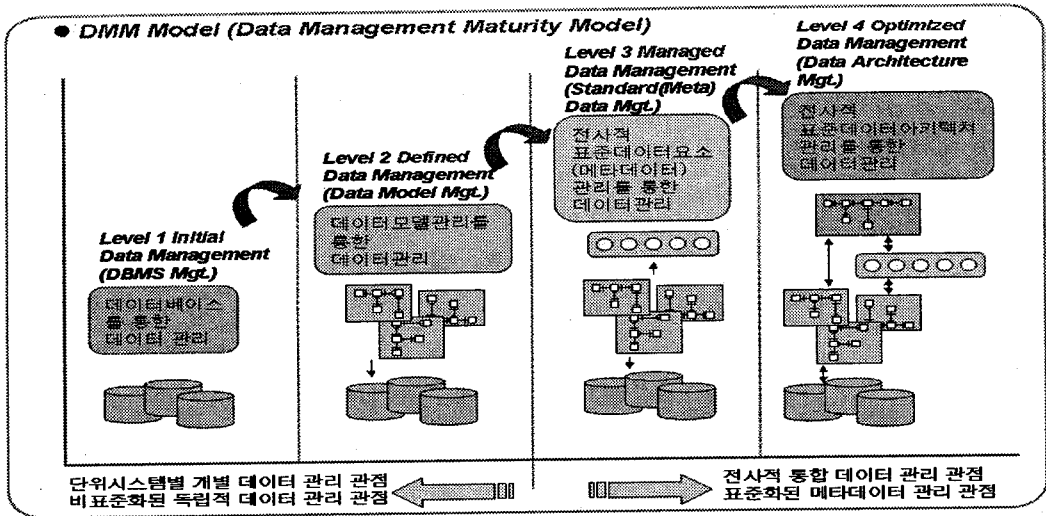 ● DMM Model (Data Management Maturity Model)
Level 1 Initial
Data Management
(DBMS Mgt.)
데이터베이스
를 통한
데이터 관리
Level 2 Defined
Data Management
(Data Model Mgt.)
데이터모델관리를
통한
데이터관리
Level 3 Managed
Data Management
(Standard(Meta)
Data Mgt.)
전사적
표준데이터요소
(메타데이터)
관리를 통한
데이터관리
Level 4 Optimized
Data Management
(Data Architecture
Mgt.)
전사적
표준데이터아키텍처
관리를 통한
데이터관리
단위시스템별 개별 데이터 관리 관점
비표준화된 독립적 데이터 관리 관점
전사적 통합 데이터 관리 관점
표준화된 메타데이터 관리 관점